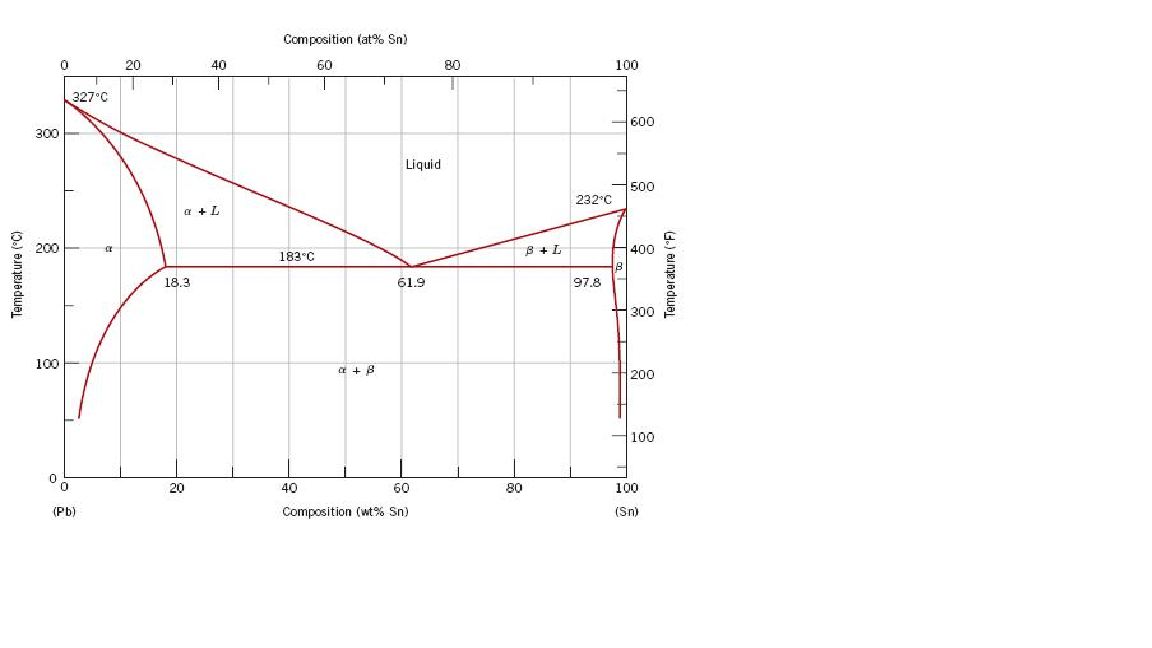 Composition (at% Sn)
0 20 40 60 80 100
327°C
600
300
Liquid
500
232°C
α + L
200
α
β + L
400
183°C
β
18.3
61.9
97.8
300
100
α + β
200
100
0
0 20 40 60 80 100
(Pb)
Composition (wt% Sn)
(Sn)
Temperature (°C)
Temperature (°F)